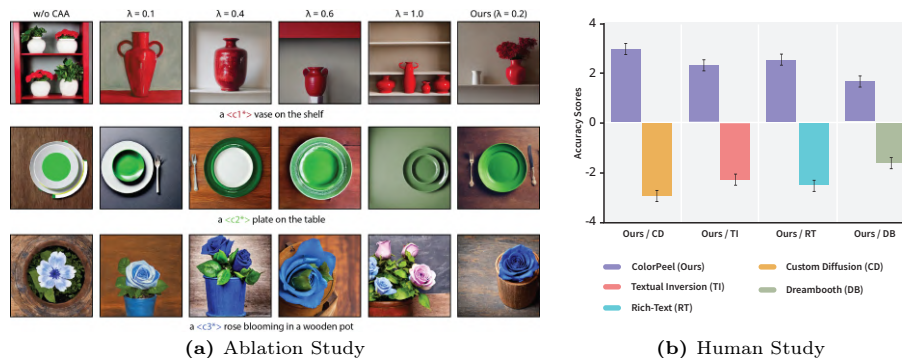 w/o CAA λ = 0.1 λ = 0.4 λ = 0.6 λ = 1.0 Ours (λ = 0.2)
a <c1*> vase on the shelf
a <c2*> plate on the table
a <c3*> rose blooming in a wooden pot
(a) Ablation Study
4
2
0
-2
-4
Accuracy Scores
Ours / CD Ours / TI Ours / RT Ours / DB
ColorPeel (Ours) Custom Diffusion (CD)
Textual Inversion (TI) Dreambooth (DB)
Rich-Text (RT)
(b) Human Study